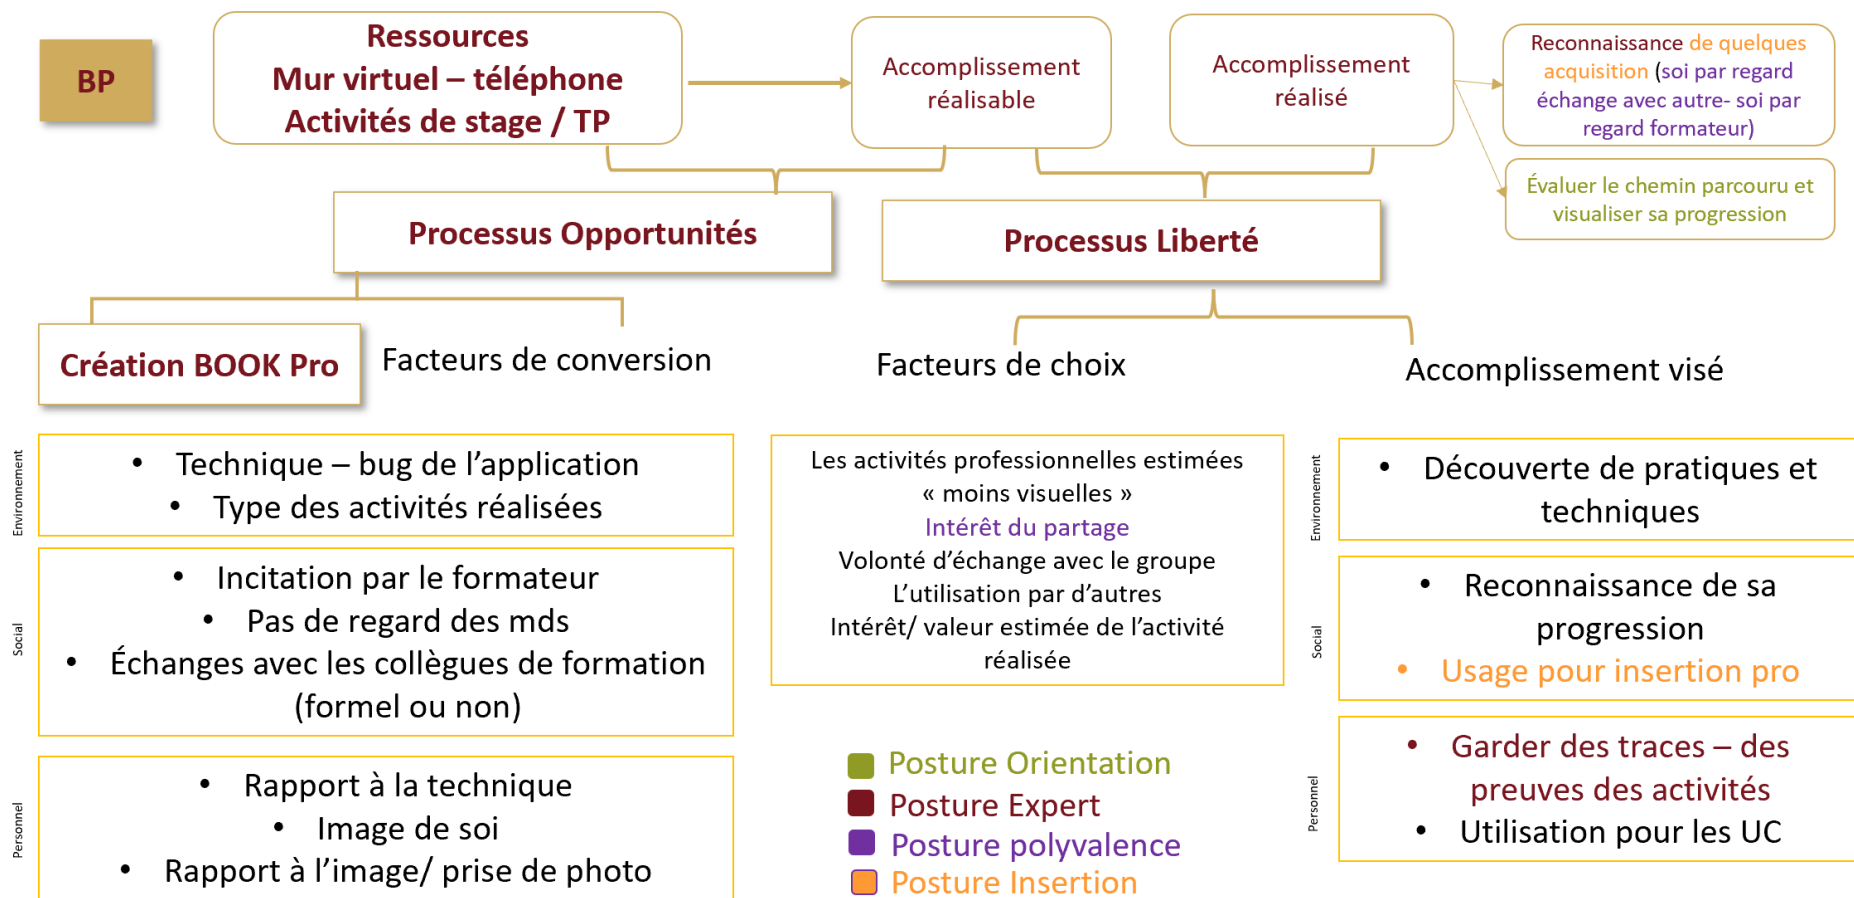 BP
Ressources
Mur virtuel – téléphone
Activités de stage / TP
Accomplissement
réalisable
Accomplissement
réalisé
Reconnaissance de quelques
acquisition (soi par regard
échange avec autre- soi par
regard formateur)
Évaluer le chemin parcouru et
visualiser sa progression
Processus Opportunités
Processus Liberté
Création BOOK Pro
Facteurs de conversion
Facteurs de choix
Accomplissement visé
Environnement
• Technique – bug de l’application
• Type des activités réalisées
Social
• Incitation par le formateur
• Pas de regard des mds
• Échanges avec les collègues de formation
(formel ou non)
Personnel
• Rapport à la technique
• Image de soi
• Rapport à l’image/ prise de photo
Les activités professionnelles estimées
« moins visuelles »
Intérêt du partage
Volonté d’échange avec le groupe
L’utilisation par d’autres
Intérêt/ valeur estimée de l’activité
réalisée
Posture Orientation
Posture Expert
Posture polyvalence
Posture Insertion
Environnement
• Découverte de pratiques et
techniques
Social
• Reconnaissance de sa
progression
• Usage pour insertion pro
Personnel
• Garder des traces – des
preuves des activités
• Utilisation pour les UC